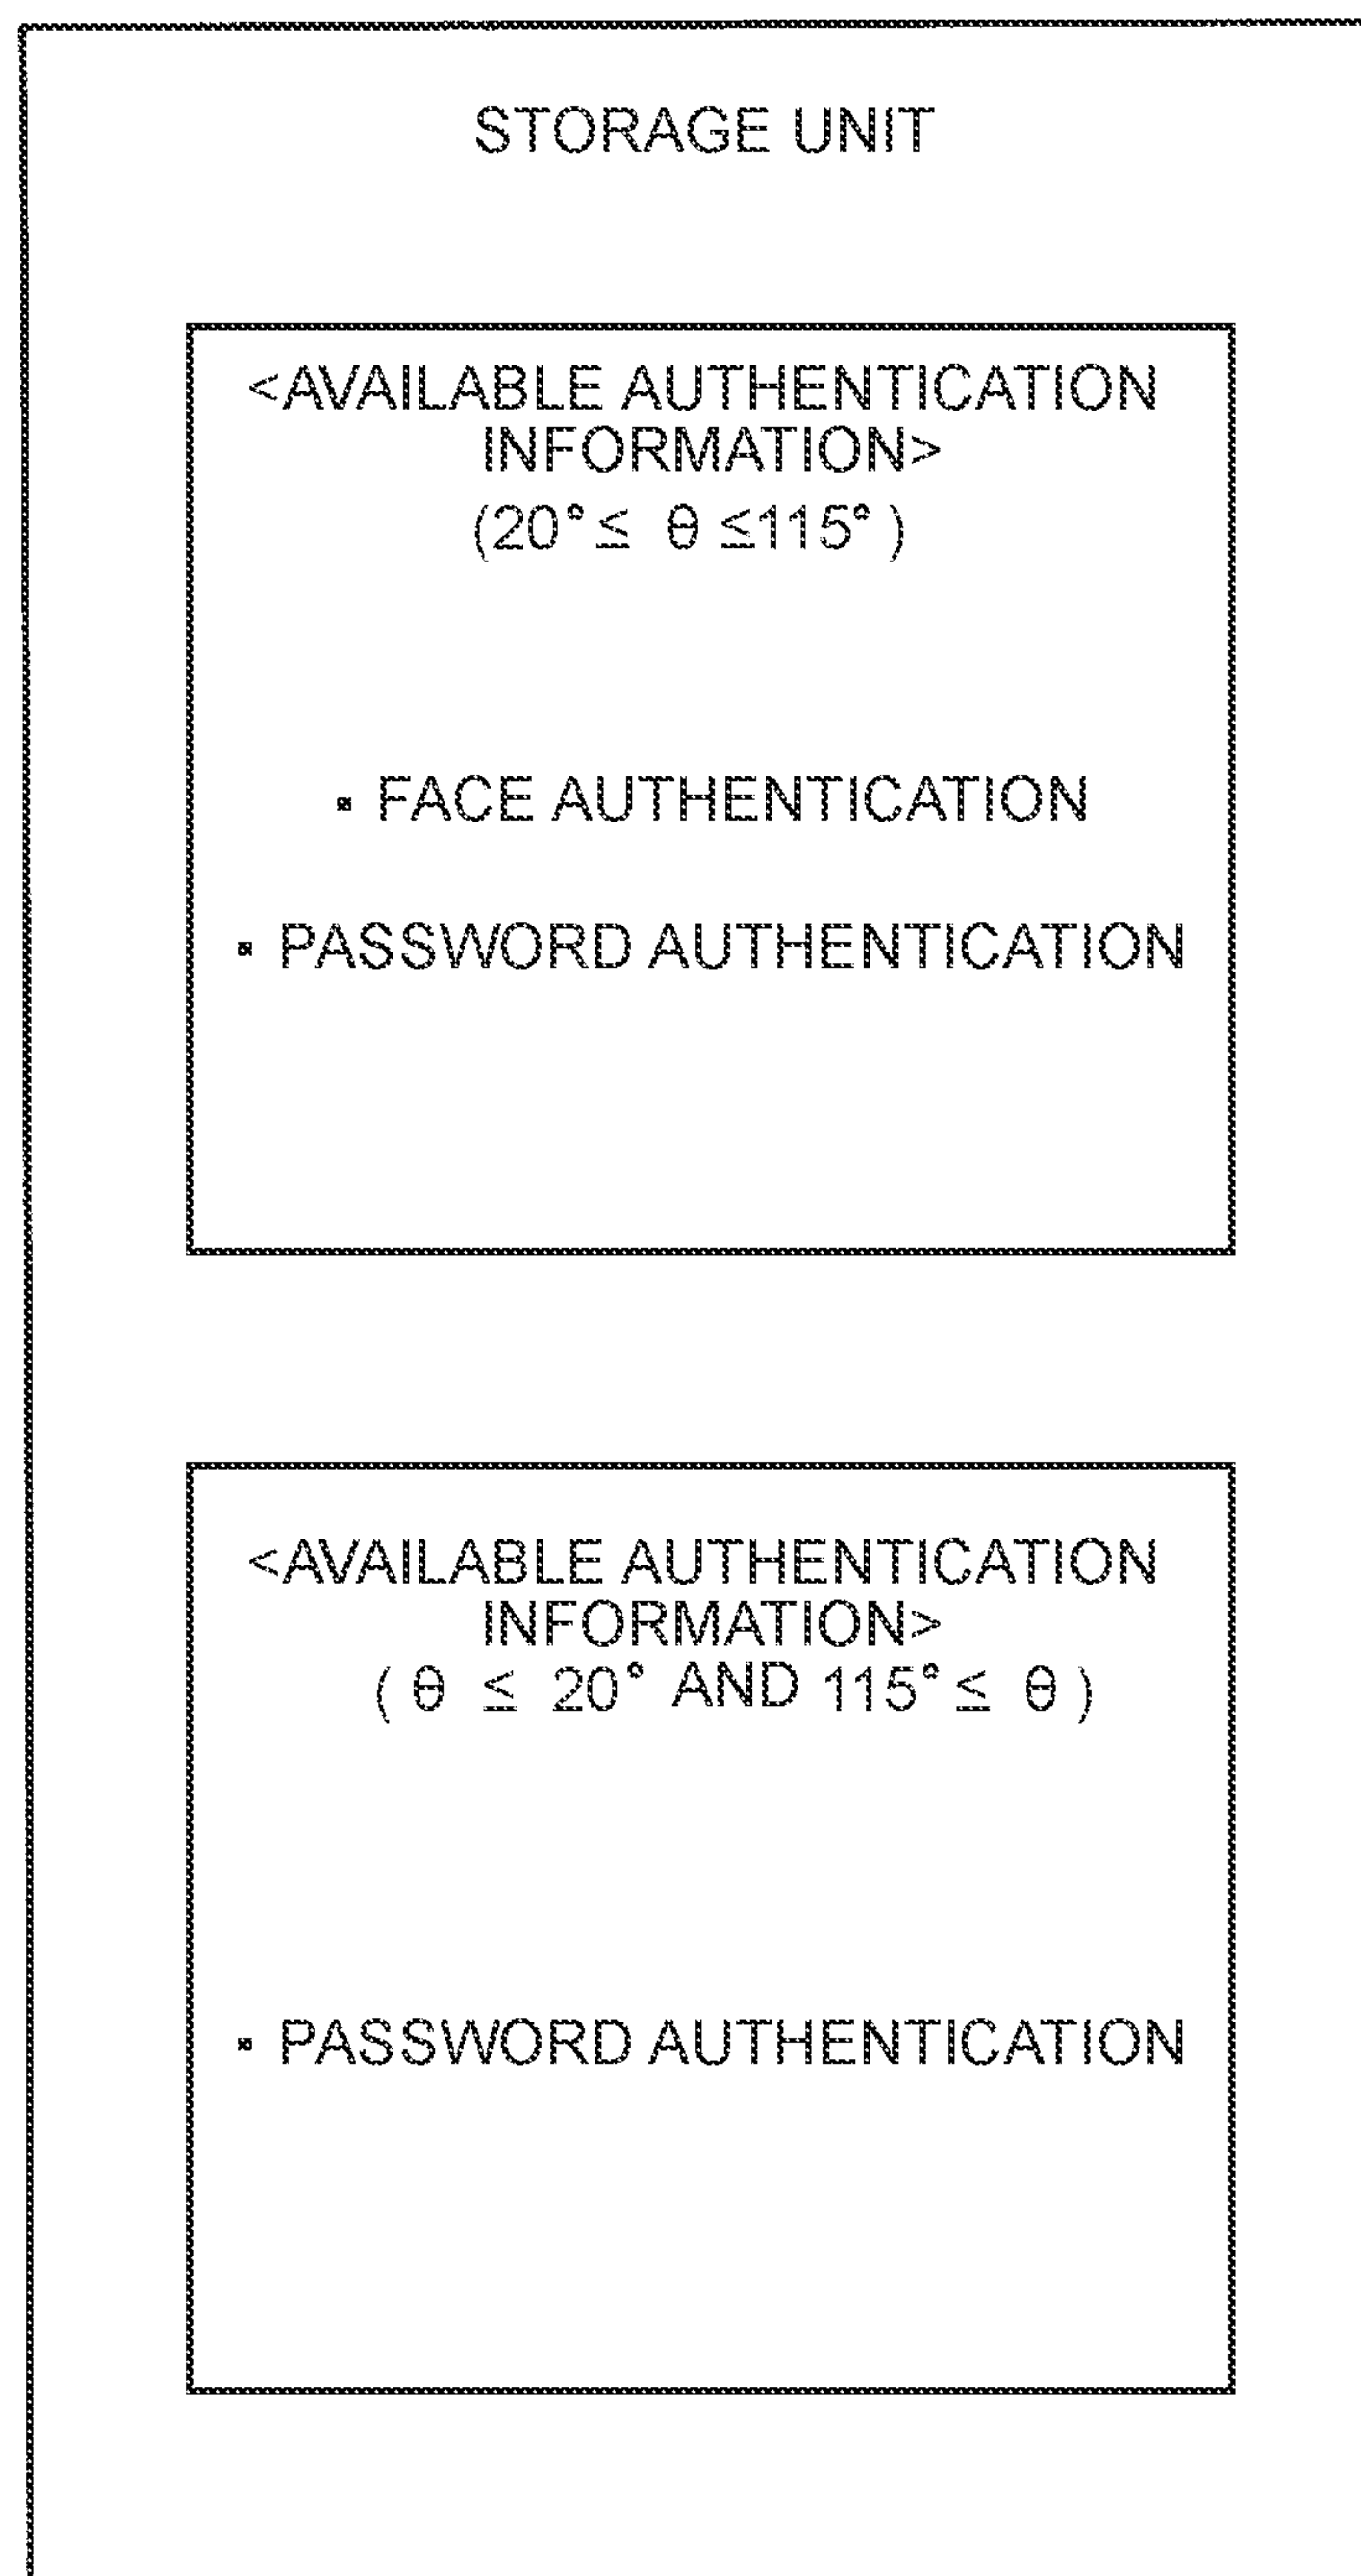 STORAGE UNIT
<AVAILABLE AUTHENTICATION
INFORMATION>
(20°≤ θ ≤115°)
▪ FACE AUTHENTICATION
▪ PASSWORD AUTHENTICATION
<AVAILABLE AUTHENTICATION
INFORMATION>
( θ ≤ 20° AND 115°≤ θ )
▪ PASSWORD AUTHENTICATION